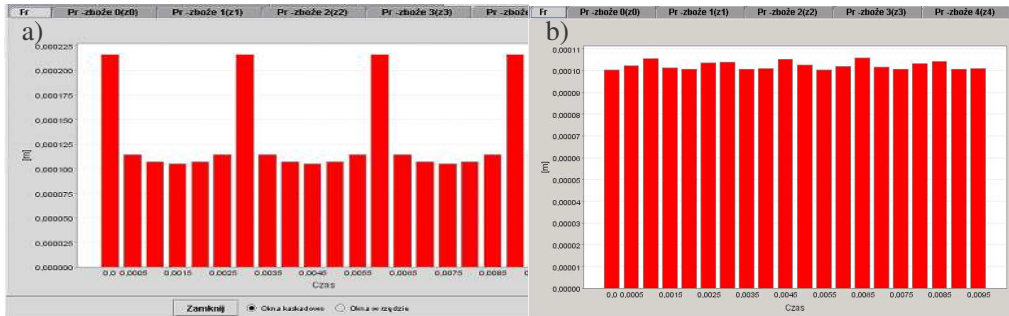 Fr Pr -zboże 0(z0) Pr -zboże 1(z1) Pr -zboże 2(z2) Pr -zboże 3(z3) Pr -zboże
a)
0,000225
0,000200
0,000175
0,000150
0,000125
0,000100
0,000075
0,000050
0,000025
0,000000
[m]
0,0 0,0005 0,0015 0,0025 0,0035 0,0045 0,0055 0,0065 0,0075 0,0085
Czas
Zamknij Okna kaskadowo Okna w rzędzie
Fr Pr -zboże 0(z0) Pr -zboże 1(z1) Pr -zboże 2(z2) Pr -zboże 3(z3) Pr -zboże 4(z4)
b)
0,00011
0,00010
0,00009
0,00008
0,00007
0,00006
0,00005
0,00004
0,00003
0,00002
0,00001
0,00000
[m]
0,0 0,0005 0,0015 0,0025 0,0035 0,0045 0,0055 0,0065 0,0075 0,0085 0,0095
Czas